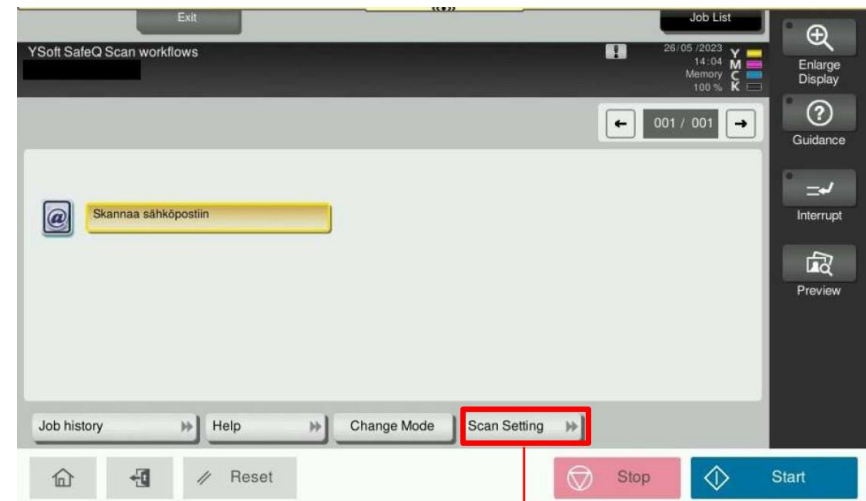 Exit
Job List
YSoft SafeQ Scan workflows
26/05/2023
14:04
Memory
100 %
Y
M
C
K
Enlarge
Display
001 / 001
Guidance
@
Skannaa sähköpostiin
Interrupt
Preview
Job history
Help
Change Mode
Scan Setting
Reset
Stop
Start